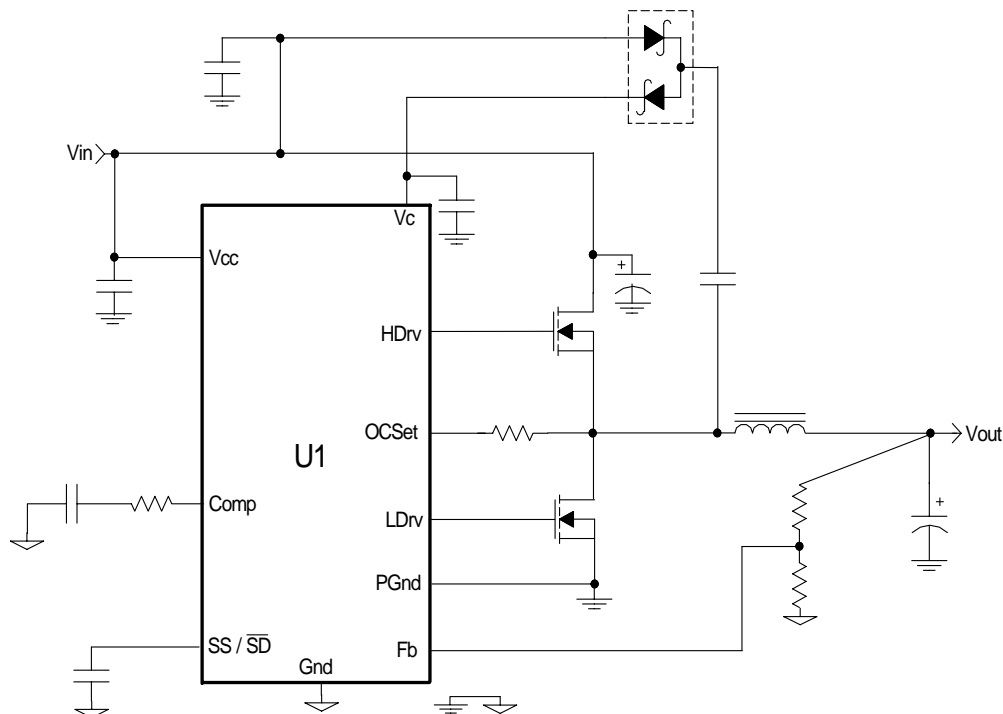 Vin
Vc
Vcc
HDrv
OCSet
U1
Vout
Comp
LDrv
PGnd
SS / SD
Fb
Gnd
+
+